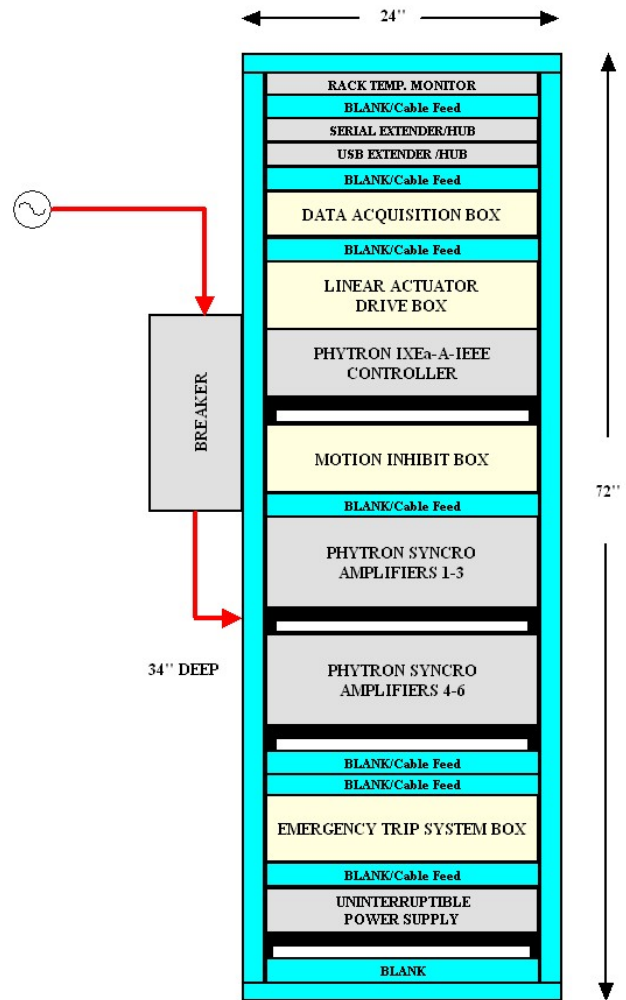 24"
RACK TEMP. MONITOR
BLANK/Cable Feed
SERIAL EXTENDER/HUB
USB EXTENDER /HUB
BLANK/Cable Feed
DATA ACQUISITION BOX
BLANK/Cable Feed
LINEAR ACTUATOR
DRIVE BOX
PHYTRON IXEa-A-IEEE
CONTROLLER
BREAKER
MOTION INHIBIT BOX
72"
BLANK/Cable Feed
PHYTRON SYNCRO
AMPLIFIERS 1-3
34" DEEP
PHYTRON SYNCRO
AMPLIFIERS 4-6
BLANK/Cable Feed
BLANK/Cable Feed
EMERGENCY TRIP SYSTEM BOX
BLANK/Cable Feed
UNINTERRUPTIBLE
POWER SUPPLY
BLANK